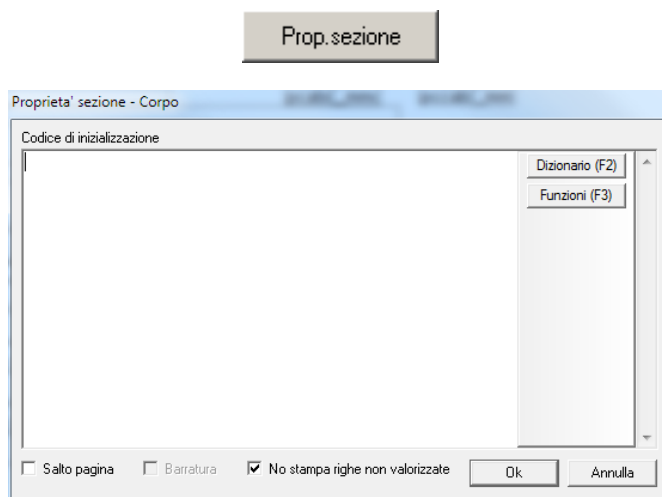 Prop.sezione
Proprieta' sezione - Corpo
Codice di inizializzazione
Dizionario (F2)
Funzioni (F3)
Salto pagina Barratura No stampa righe non valorizzate Ok Annulla